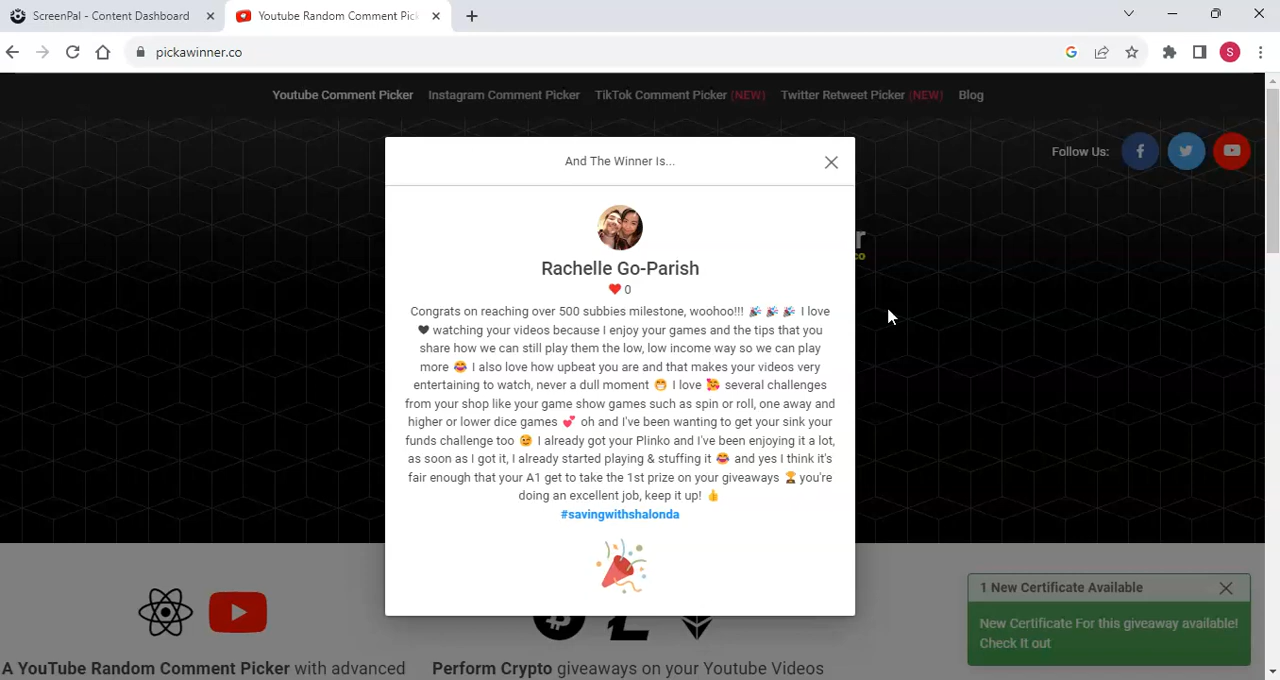 ScreenPal - Content Dashboard
Youtube Random Comment Pic
pickawinner.co
S
Youtube Comment Picker Instagram Comment Picker TikTok Comment Picker (NEW) Twitter Retweet Picker (NEW) Blog
Follow Us:
And The Winner Is...
r
co
Rachelle Go-Parish
❤️ 0
Congrats on reaching over 500 subbies milestone, woohoo!!! 🎉 🎉 🎉 I love
🖤 watching your videos because I enjoy your games and the tips that you
share how we can still play them the low, low income way so we can play
more 😂 I also love how upbeat you are and that makes your videos very
entertaining to watch, never a dull moment 😁 I love 🥰 several challenges
from your shop like your game show games such as spin or roll, one away and
higher or lower dice games 💕 oh and I've been wanting to get your sink your
funds challenge too 😉 I already got your Plinko and I've been enjoying it a lot,
as soon as I got it, I already started playing & stuffing it 😂 and yes I think it's
fair enough that your A1 get to take the 1st prize on your giveaways 🏆 you're
doing an excellent job, keep it up! 👍
#savingwithshalonda
1 New Certificate Available
New Certificate For this giveaway available!
Check It out
A YouTube Random Comment Picker with advanced
Perform Crypto giveaways on your Youtube Videos